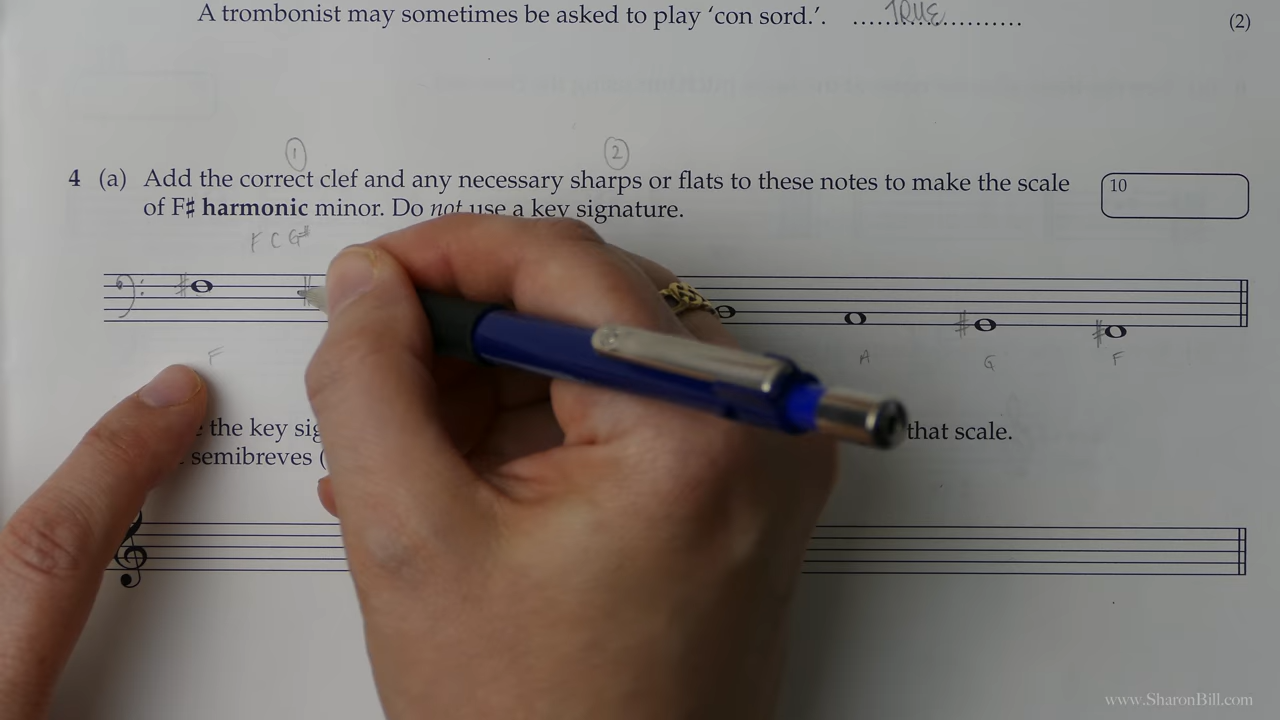 A trombonist may sometimes be asked to play ‘con sord.’. TRUE
(2)
1 2
4 (a) Add the correct clef and any necessary sharps or flats to these notes to make the scale
10
of F♯ harmonic minor. Do not use a key signature.
F C G♯
F A G F
the key sig that scale.
semibreves (
www.SharonBill.com